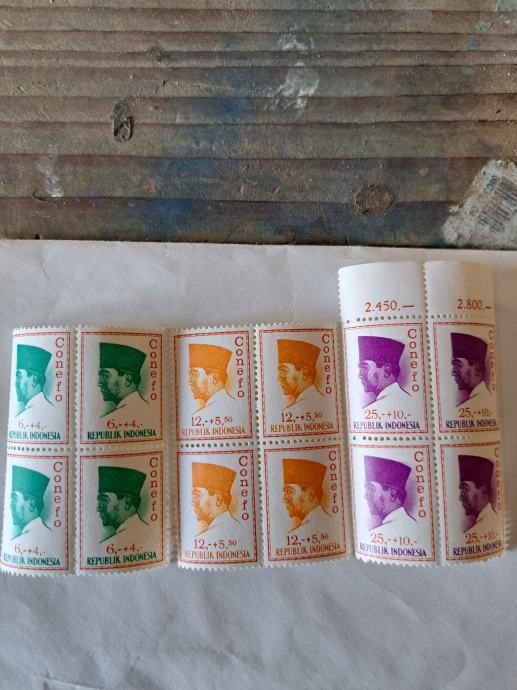 2.450,— 2.800,—
Conefo
6,-+4,-
REPUBLIK INDONESIA
Conefo
6,-+4,-
REPUBLIK INDONESIA
Conefo
12,-+5,50
REPUBLIK INDONESIA
Conefo
12,-+5,50
REPUBLIK INDONESIA
Conefo
25,-+10,-
REPUBLIK INDONESIA
Conefo
25,-+10,-
REPUBLIK INDONESIA
Conefo
6,-+4,-
REPUBLIK INDONESIA
Conefo
6,-+4,-
REPUBLIK INDONESIA
Conefo
12,-+5,50
REPUBLIK INDONESIA
Conefo
12,-+5,50
REPUBLIK INDONESIA
Conefo
25,-+10,-
REPUBLIK INDONESIA
Conefo
25,-+10,-
REPUBLIK INDONESIA